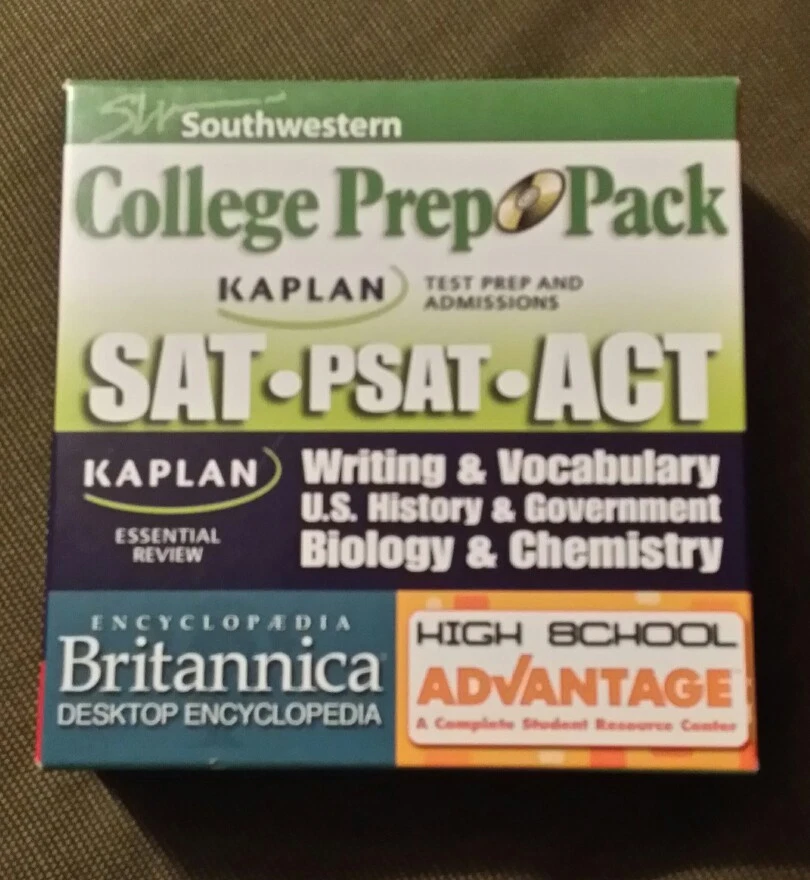 SW Southwestern
College Prep Pack
KAPLAN TEST PREP AND
ADMISSIONS
SAT • PSAT • ACT
KAPLAN
ESSENTIAL
REVIEW
Writing & Vocabulary
U.S. History & Government
Biology & Chemistry
ENCYCLOPÆDIA
Britannica
DESKTOP ENCYCLOPEDIA
HIGH SCHOOL
ADVANTAGE
A Complete Student Resource Center